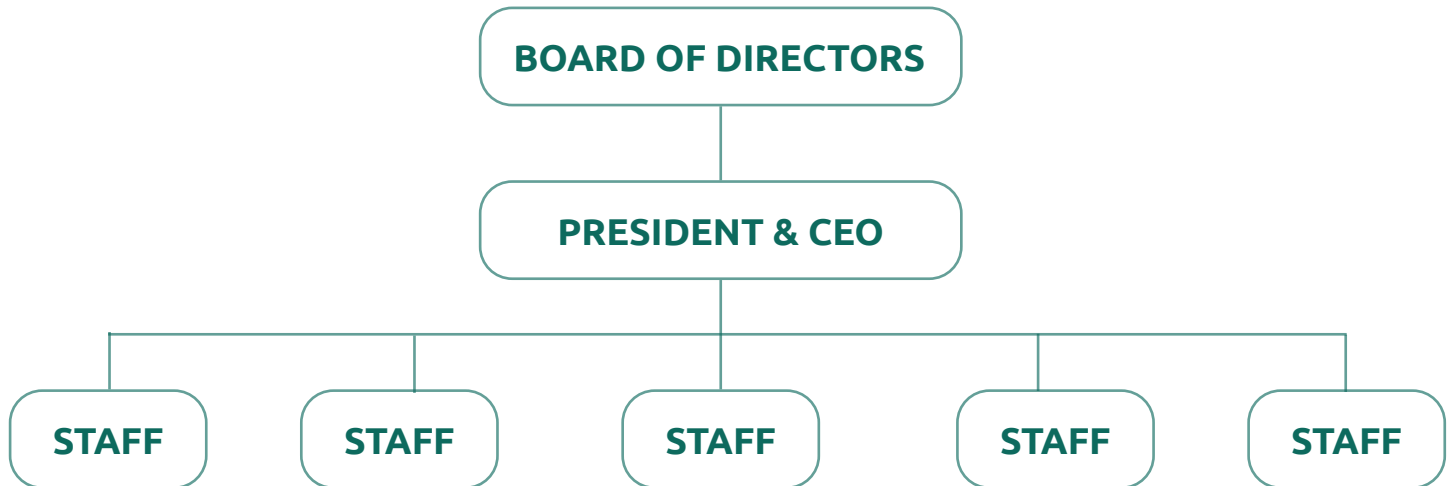 BOARD OF DIRECTORS
PRESIDENT & CEO
STAFF
STAFF
STAFF
STAFF
STAFF